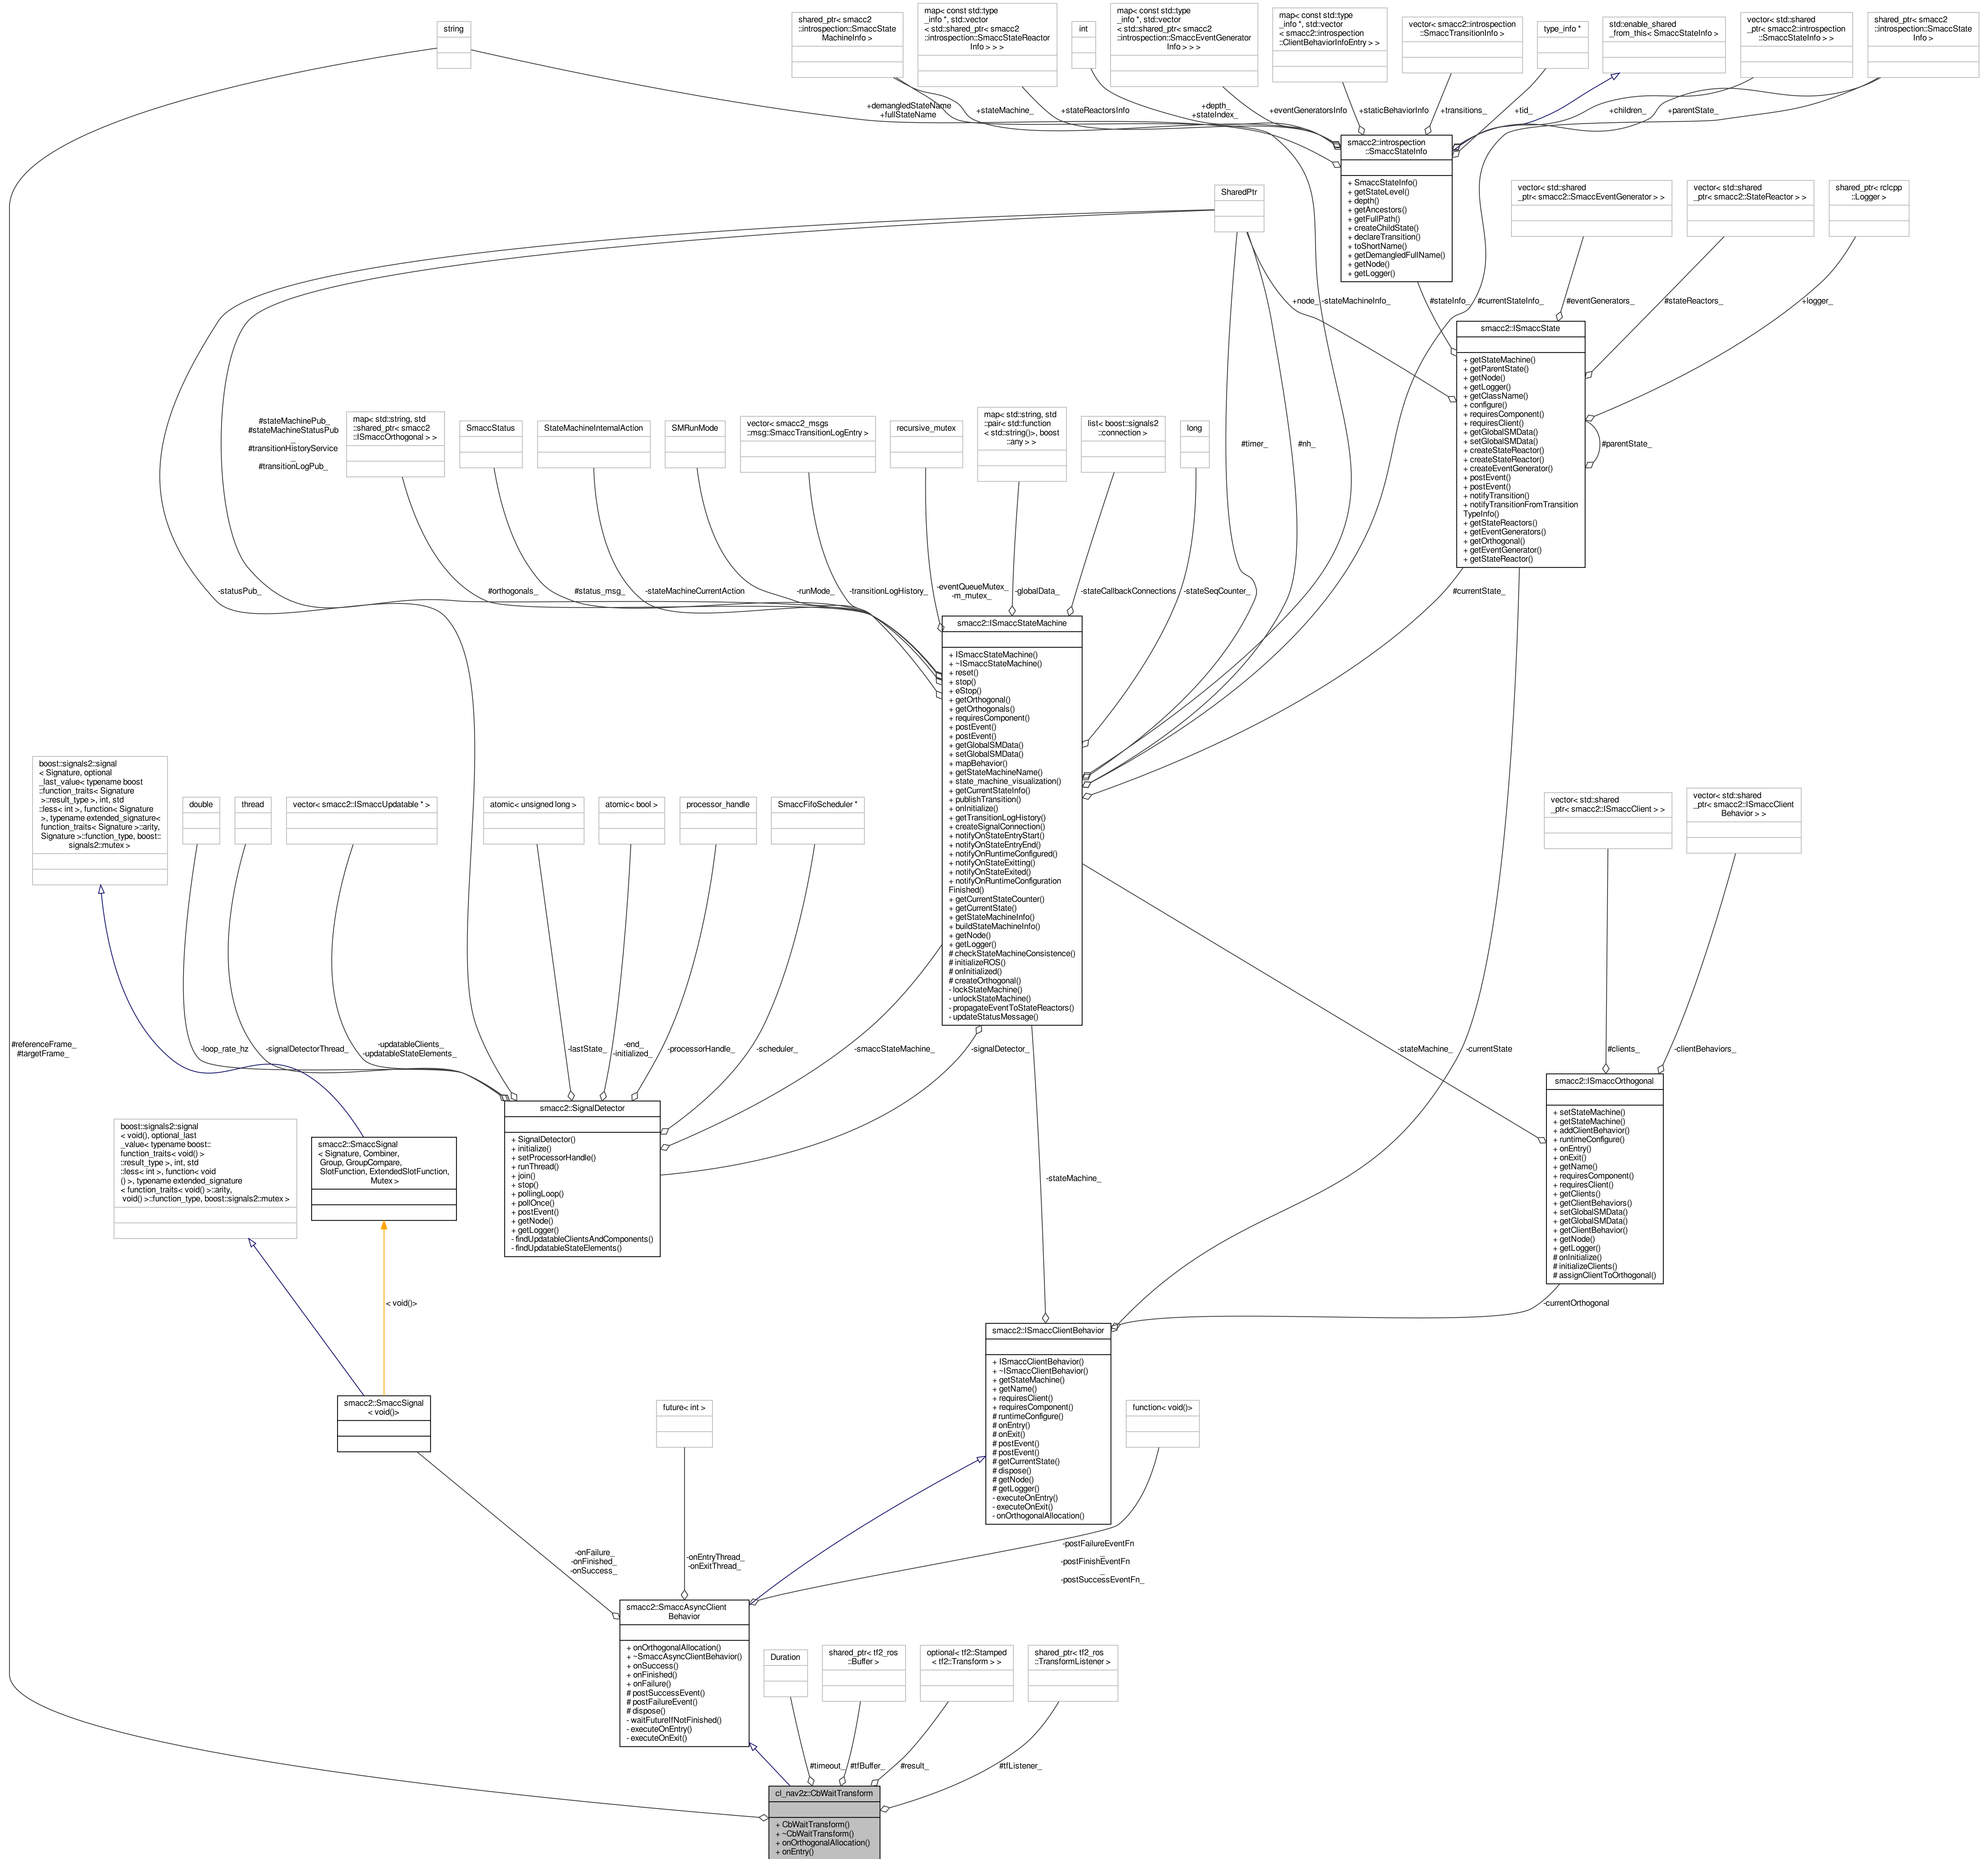 string
shared_ptr< smacc2
::introspection::SmaccState
MachineInfo >
map< const std::type
_info *, std::vector
< std::shared_ptr< smacc2
::introspection::SmaccStateReactor
Info > > >
int
map< const std::type
_info *, std::vector
< std::shared_ptr< smacc2
::introspection::SmaccEventGenerator
Info > > >
map< const std::type
_info *, std::vector
< smacc2::introspection
::ClientBehaviorInfoEntry > >
vector< smacc2::introspection
::SmaccTransitionInfo >
type_info *
std::enable_shared
_from_this< SmaccStateInfo >
vector< std::shared
_ptr< smacc2::introspection
::SmaccStateInfo > >
shared_ptr< smacc2
::introspection::SmaccState
Info >
+demangledStateName
+fullStateName
+stateMachine_
+stateReactorsInfo
+depth_
+stateIndex_
+eventGeneratorsInfo
+staticBehaviorInfo
+transitions_
+tid_
+children_
+parentState_
smacc2::introspection
::SmaccStateInfo
+ SmaccStateInfo()
+ getStateLevel()
+ depth()
+ getAncestors()
+ getFullPath()
+ createChildState()
+ declareTransition()
+ toShortName()
+ getDemangledFullName()
+ getNode()
+ getLogger()
SharedPtr
vector< std::shared
_ptr< smacc2::SmaccEventGenerator > >
vector< std::shared
_ptr< smacc2::StateReactor > >
shared_ptr< rclcpp
::Logger >
+node_
-stateMachineInfo_
#stateInfo_
#currentStateInfo_
#eventGenerators_
#stateReactors_
+logger_
smacc2::ISmaccState
+ getStateMachine()
+ getParentState()
+ getNode()
+ getLogger()
+ getClassName()
+ configure()
+ requiresComponent()
+ requiresClient()
+ getGlobalSMData()
+ setGlobalSMData()
+ createStateReactor()
+ createStateReactor()
+ createEventGenerator()
+ postEvent()
+ postEvent()
+ notifyTransition()
+ notifyTransitionFromTransition
TypeInfo()
+ getStateReactors()
+ getEventGenerators()
+ getOrthogonal()
+ getEventGenerator()
+ getStateReactor()
#parentState_
#stateMachinePub_
#stateMachineStatusPub
_
#transitionHistoryService
_
#transitionLogPub_
map< std::string, std
::shared_ptr< smacc2
::ISmaccOrthogonal > >
SmaccStatus
StateMachineInternalAction
SMRunMode
vector< smacc2_msgs
::msg::SmaccTransitionLogEntry >
recursive_mutex
map< std::string, std
::pair< std::function
< std::string()>, boost
::any > >
list< boost::signals2
::connection >
long
#timer_
#nh_
-statusPub_
#orthogonals_
#status_msg_
-stateMachineCurrentAction
-runMode_
-transitionLogHistory_
-eventQueueMutex_
-m_mutex_
-globalData_
-stateCallbackConnections
-stateSeqCounter_
#currentState_
smacc2::ISmaccStateMachine
+ ISmaccStateMachine()
+ ~ISmaccStateMachine()
+ reset()
+ stop()
+ eStop()
+ getOrthogonal()
+ getOrthogonals()
+ requiresComponent()
+ postEvent()
+ postEvent()
+ getGlobalSMData()
+ setGlobalSMData()
+ mapBehavior()
+ getStateMachineName()
+ state_machine_visualization()
+ getCurrentStateInfo()
+ publishTransition()
+ onInitialize()
+ getTransitionLogHistory()
+ createSignalConnection()
+ notifyOnStateEntryStart()
+ notifyOnStateEntryEnd()
+ notifyOnRuntimeConfigured()
+ notifyOnStateExitting()
+ notifyOnStateExited()
+ notifyOnRuntimeConfiguration
Finished()
+ getCurrentStateCounter()
+ getCurrentState()
+ getStateMachineInfo()
+ buildStateMachineInfo()
+ getNode()
+ getLogger()
# checkStateMachineConsistence()
# initializeROS()
# onInitialized()
# createOrthogonal()
- lockStateMachine()
- unlockStateMachine()
- propagateEventToStateReactors()
- updateStatusMessage()
boost::signals2::signal
< Signature, optional
_last_value< typename boost
::function_traits< Signature
>::result_type >, int, std
::less< int >, function< Signature
>, typename extended_signature<
function_traits< Signature >::arity,
Signature >::function_type, boost::
signals2::mutex >
double
thread
vector< smacc2::ISmaccUpdatable * >
atomic< unsigned long >
atomic< bool >
processor_handle
SmaccFifoScheduler *
vector< std::shared
_ptr< smacc2::ISmaccClient > >
vector< std::shared
_ptr< smacc2::ISmaccClient
Behavior > >
#referenceFrame_
#targetFrame_
-loop_rate_hz
-signalDetectorThread_
-updatableClients_
-updatableStateElements_
-lastState_
-end_
-initialized_
-processorHandle_
-scheduler_
-smaccStateMachine_
-signalDetector_
-stateMachine_
-currentState
#clients_
-clientBehaviors_
smacc2::SignalDetector
+ SignalDetector()
+ initialize()
+ setProcessorHandle()
+ runThread()
+ join()
+ stop()
+ pollingLoop()
+ pollOnce()
+ postEvent()
+ getNode()
+ getLogger()
- findUpdatableClientsAndComponents()
- findUpdatableStateElements()
smacc2::ISmaccOrthogonal
+ setStateMachine()
+ getStateMachine()
+ addClientBehavior()
+ runtimeConfigure()
+ onEntry()
+ onExit()
+ getName()
+ requiresComponent()
+ requiresClient()
+ getClients()
+ getClientBehaviors()
+ setGlobalSMData()
+ getGlobalSMData()
+ getClientBehavior()
+ getNode()
+ getLogger()
# onInitialize()
# initializeClients()
# assignClientToOrthogonal()
boost::signals2::signal
< void(), optional_last
_value< typename boost::
function_traits< void() >
::result_type >, int, std
::less< int >, function< void
() >, typename extended_signature
< function_traits< void() >::arity,
void() >::function_type, boost::signals2::mutex >
smacc2::SmaccSignal
< Signature, Combiner,
Group, GroupCompare,
SlotFunction, ExtendedSlotFunction,
Mutex >
-stateMachine_
< void()>
-currentOrthogonal
smacc2::ISmaccClientBehavior
+ ISmaccClientBehavior()
+ ~ISmaccClientBehavior()
+ getStateMachine()
+ getName()
+ requiresClient()
+ requiresComponent()
# runtimeConfigure()
# onEntry()
# onExit()
# postEvent()
# postEvent()
# getCurrentState()
# dispose()
# getNode()
# getLogger()
- executeOnEntry()
- executeOnExit()
- onOrthogonalAllocation()
smacc2::SmaccSignal
< void()>
future< int >
function< void()>
-onFailure_
-onFinished_
-onSuccess_
-onEntryThread_
-onExitThread_
-postFailureEventFn
_
-postFinishEventFn
_
-postSuccessEventFn_
smacc2::SmaccAsyncClient
Behavior
+ onOrthogonalAllocation()
+ ~SmaccAsyncClientBehavior()
+ onSuccess()
+ onFinished()
+ onFailure()
# postSuccessEvent()
# postFailureEvent()
# dispose()
- waitFutureIfNotFinished()
- executeOnEntry()
- executeOnExit()
Duration
shared_ptr< tf2_ros
::Buffer >
optional< tf2::Stamped
< tf2::Transform > >
shared_ptr< tf2_ros
::TransformListener >
#timeout_
#tfBuffer_
#result_
#tfListener_
cl_nav2z::CbWaitTransform
+ CbWaitTransform()
+ ~CbWaitTransform()
+ onOrthogonalAllocation()
+ onEntry()